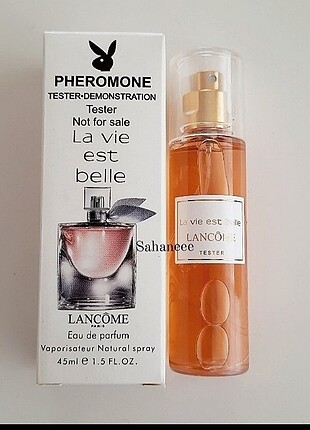 PHEROMONE
TESTER•DEMONSTRATION
Tester
Not for sale
La vie
est
belle
Sahaneee
LANCÔME
PARIS
Eau de parfum
Vaporisateur Natural spray
45ml e 1.5 FL.OZ.
La vie est Belle
LANCÔME
TESTER